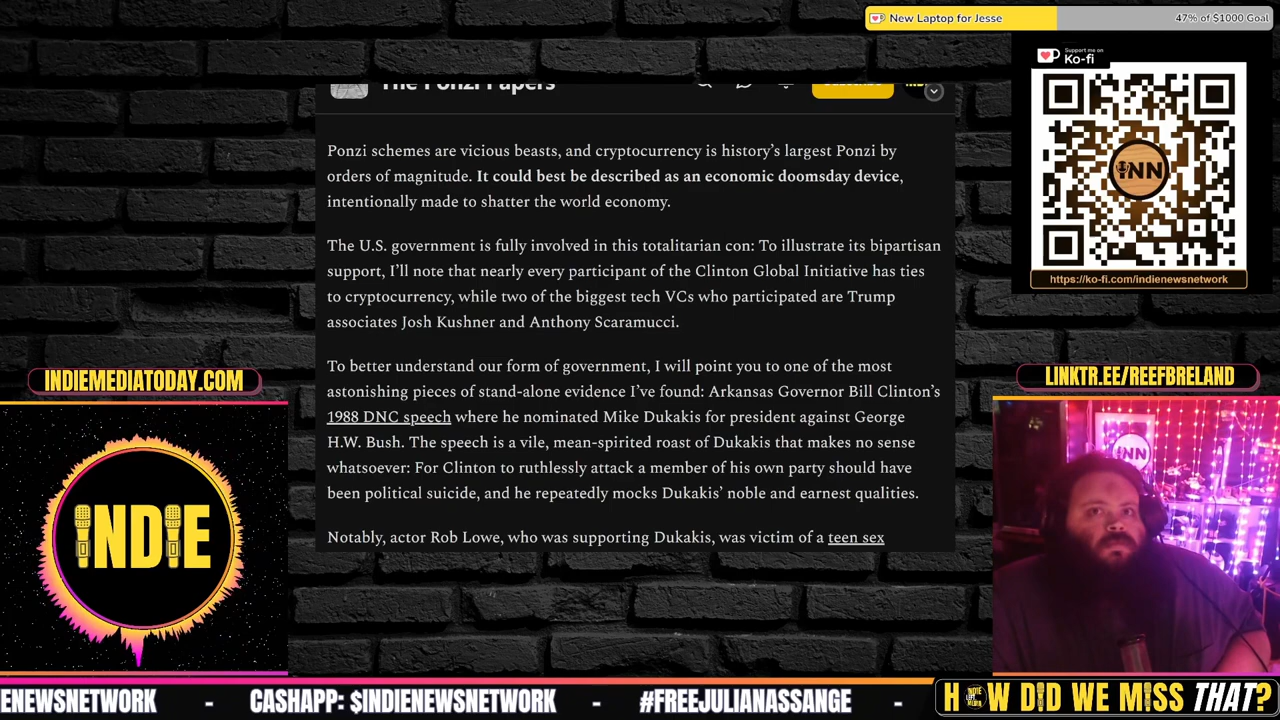 New Laptop for Jesse
47% of $1000 Goal
Support me on
Ko-fi
iNN
https://ko-fi.com/indienewsnetwork
The Ponzi Papers
Ponzi schemes are vicious beasts, and cryptocurrency is history’s largest Ponzi by
orders of magnitude. It could best be described as an economic doomsday device,
intentionally made to shatter the world economy.
The U.S. government is fully involved in this totalitarian con: To illustrate its bipartisan
support, I’ll note that nearly every participant of the Clinton Global Initiative has ties
to cryptocurrency, while two of the biggest tech VCs who participated are Trump
associates Josh Kushner and Anthony Scaramucci.
To better understand our form of government, I will point you to one of the most
astonishing pieces of stand-alone evidence I’ve found: Arkansas Governor Bill Clinton’s
1988 DNC speech where he nominated Mike Dukakis for president against George
H.W. Bush. The speech is a vile, mean-spirited roast of Dukakis that makes no sense
whatsoever: For Clinton to ruthlessly attack a member of his own party should have
been political suicide, and he repeatedly mocks Dukakis’ noble and earnest qualities.
Notably, actor Rob Lowe, who was supporting Dukakis, was victim of a teen sex
INDIEMEDIATODAY.COM
INDIE
LINKTR.EE/REEFBRELAND
iNN
ENEWSNETWORK - CASHAPP: $INDENEWSNETWORK - #FREEJULIANASSANGE -
HOW DID WE MISS THAT?